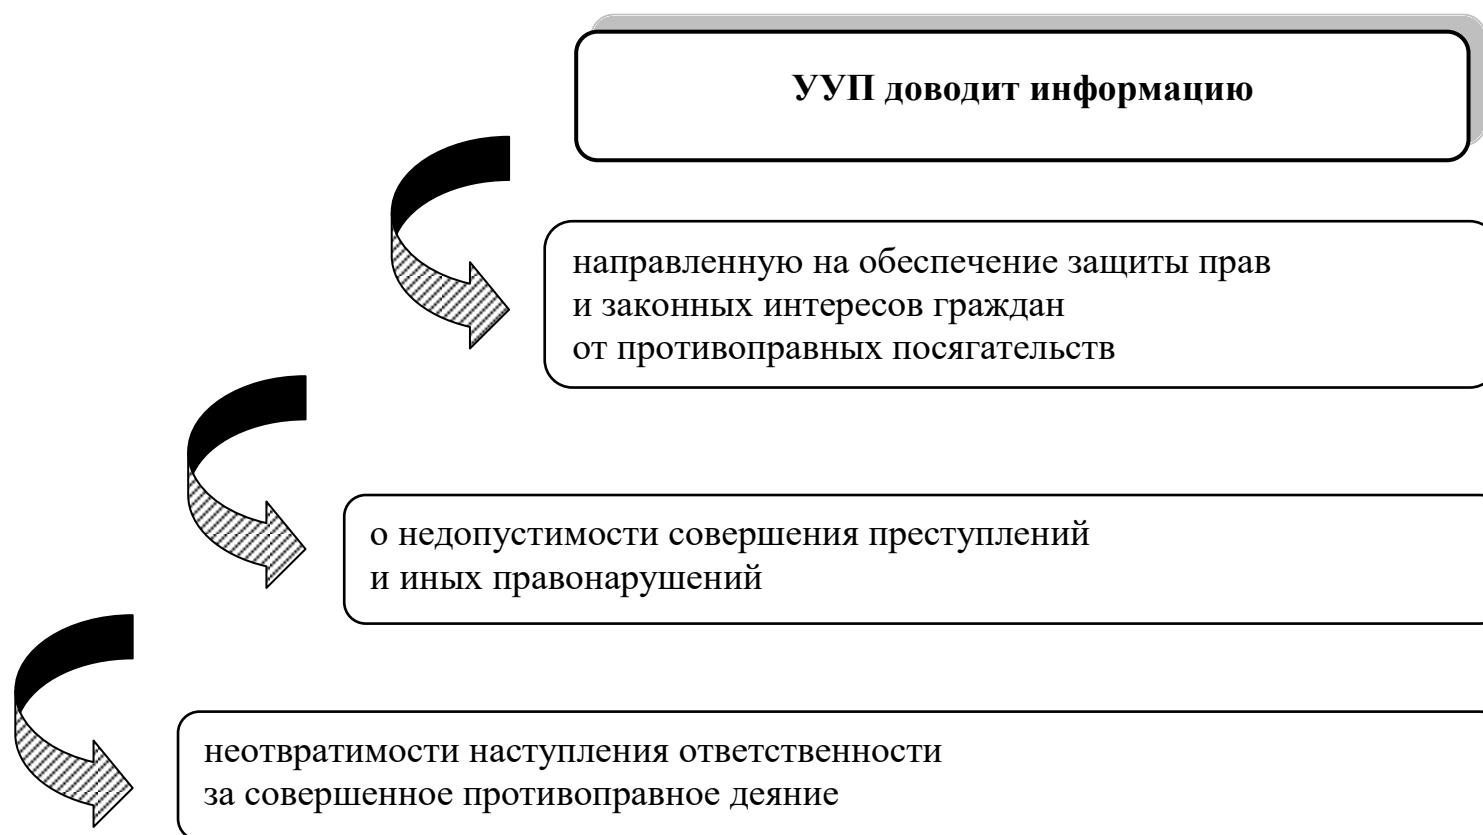 УУП доводит информацию
направленную на обеспечение защиты прав
и законных интересов граждан
от противоправных посягательств
о недопустимости совершения преступлений
и иных правонарушений
неотвратимости наступления ответственности
за совершенное противоправное деяние